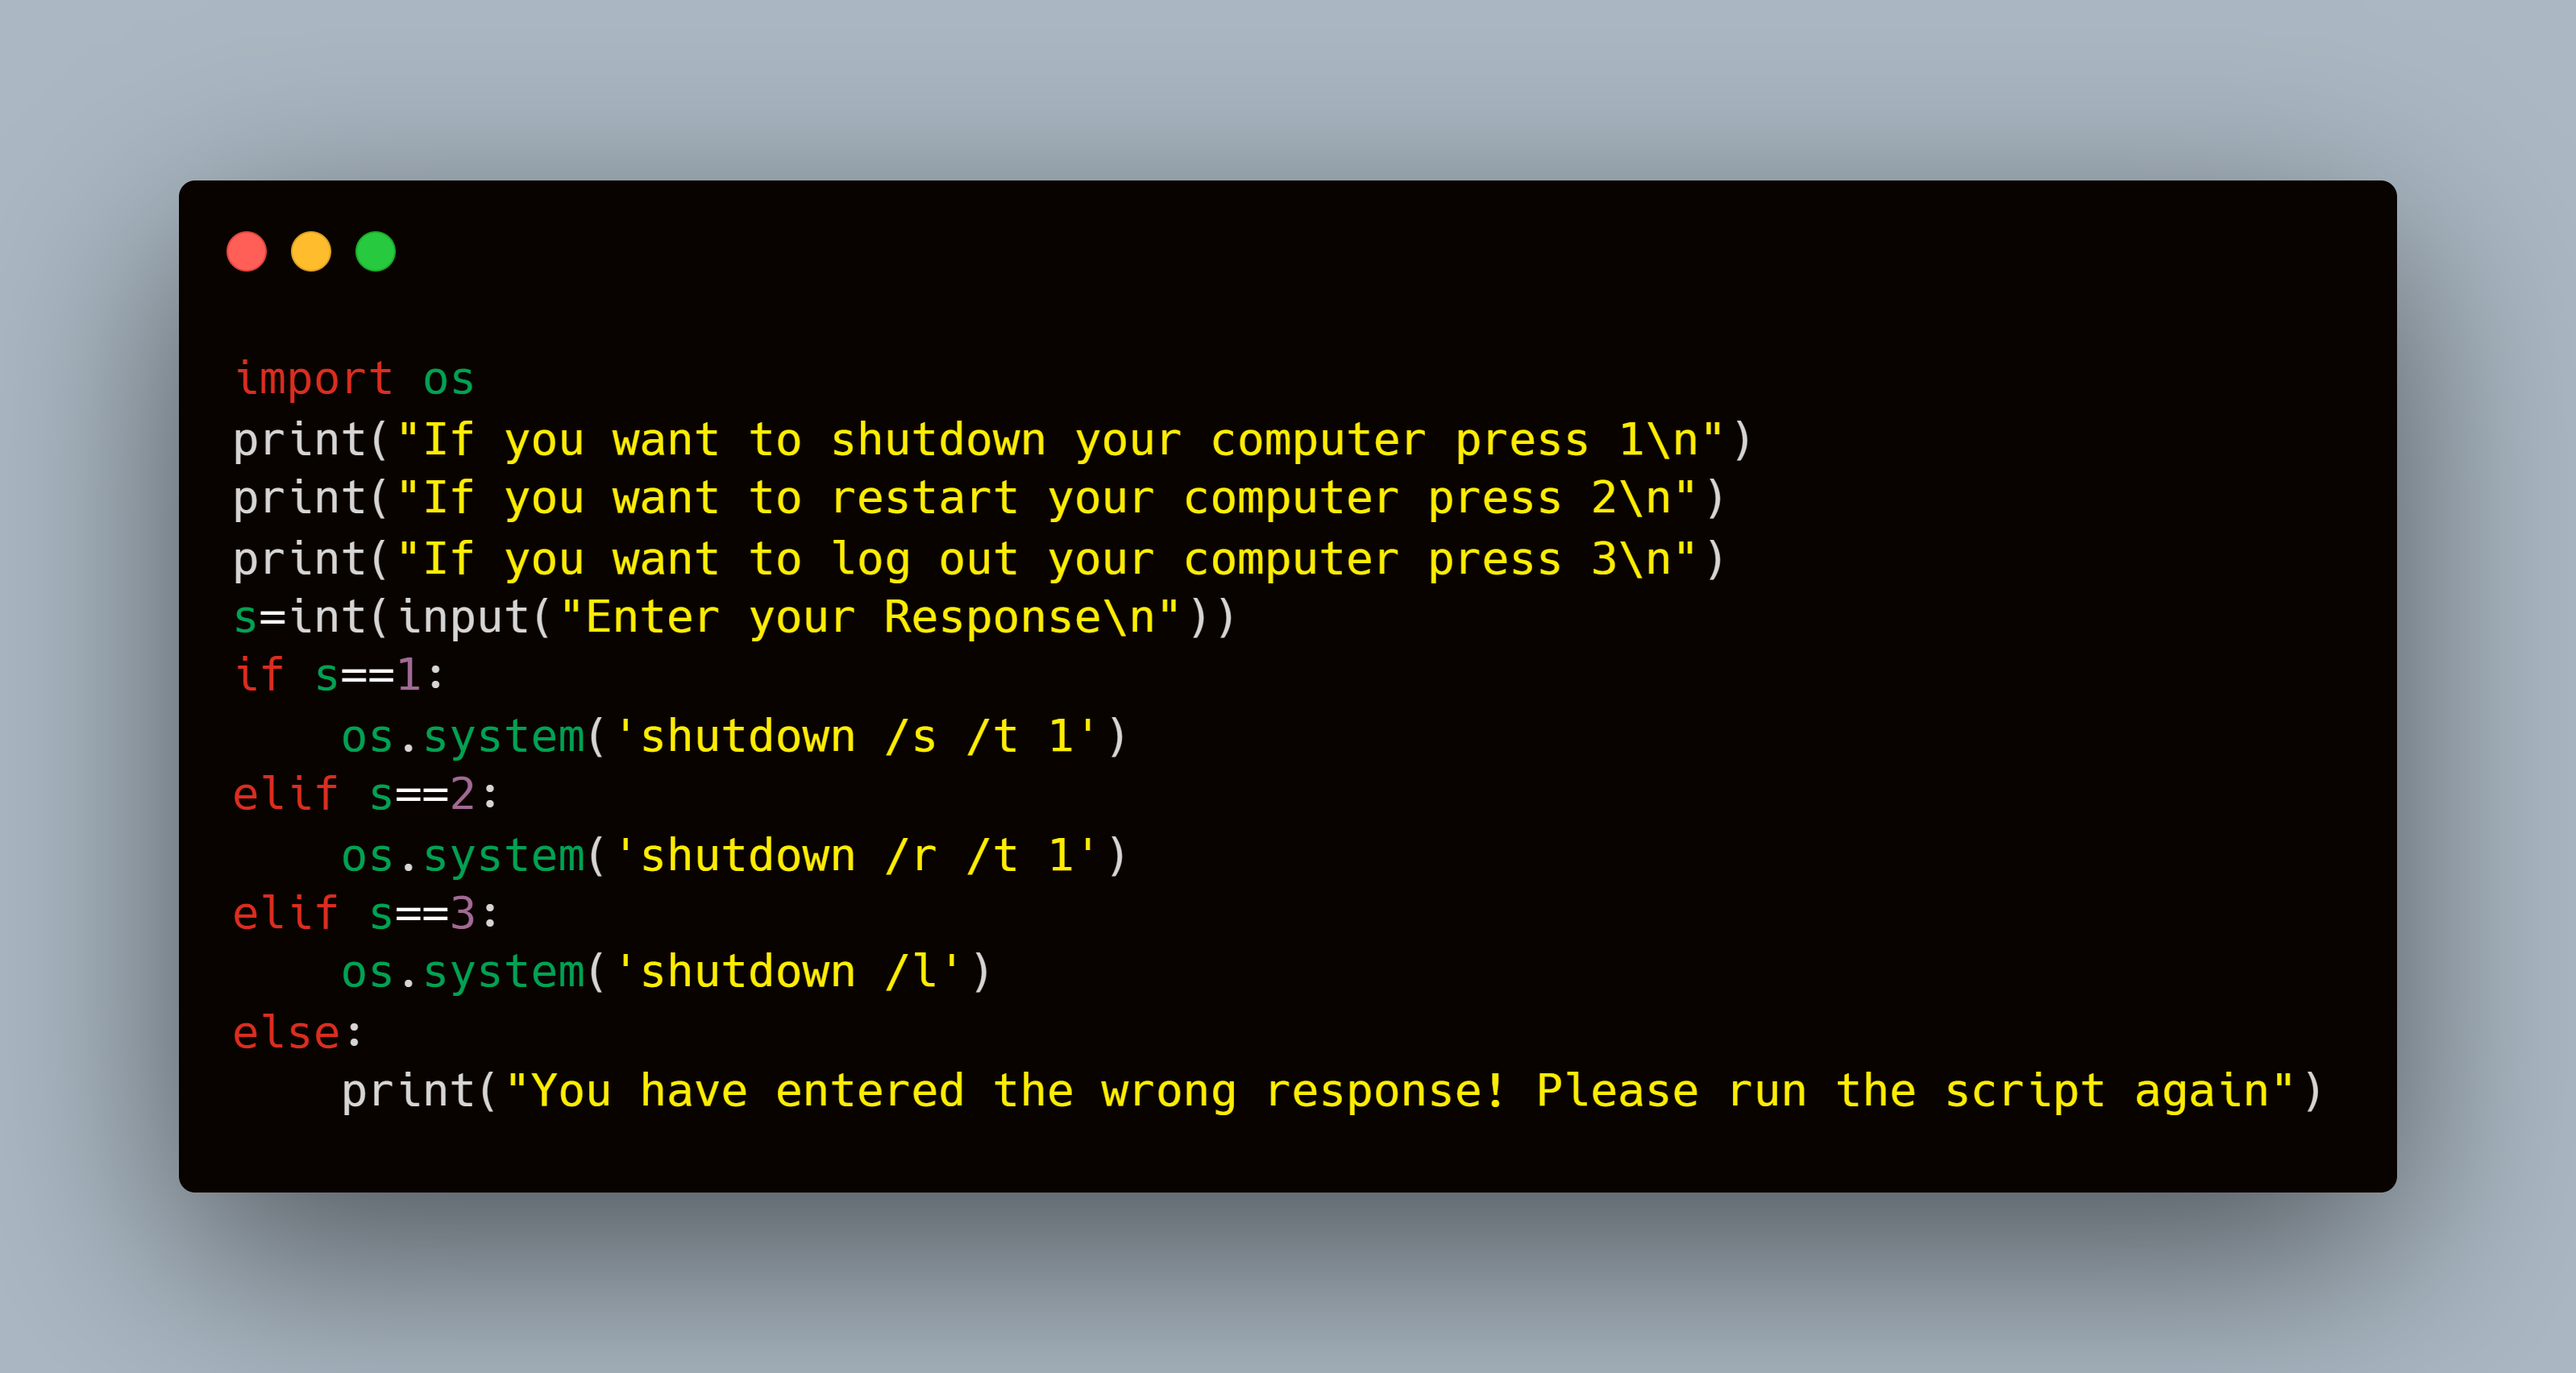 import os
print("If you want to shutdown your computer press 1\n")
print("If you want to restart your computer press 2\n")
print("If you want to log out your computer press 3\n")
s=int(input("Enter your Response\n"))
if s==1:
    os.system('shutdown /s /t 1')
elif s==2:
    os.system('shutdown /r /t 1')
elif s==3:
    os.system('shutdown /l')
else:
    print("You have entered the wrong response! Please run the script again")